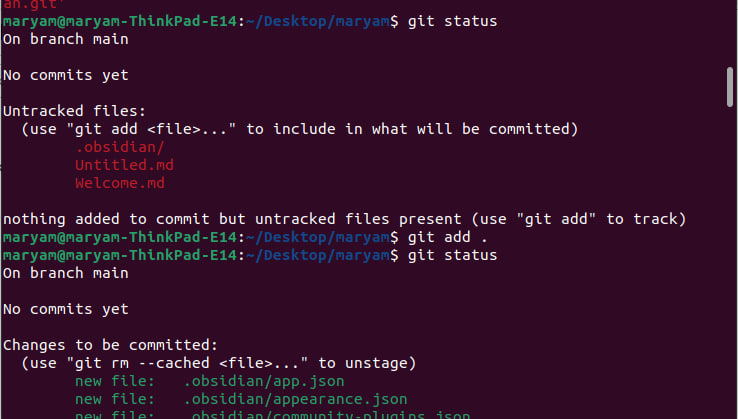 an.git'
maryam@maryam-ThinkPad-E14:~/Desktop/maryam$ git status
On branch main
No commits yet
Untracked files:
(use "git add <file>..." to include in what will be committed)
.obsidian/
Untitled.md
Welcome.md
nothing added to commit but untracked files present (use "git add" to track)
maryam@maryam-ThinkPad-E14:~/Desktop/maryam$ git add .
maryam@maryam-ThinkPad-E14:~/Desktop/maryam$ git status
On branch main
No commits yet
Changes to be committed:
(use "git rm --cached <file>..." to unstage)
new file: .obsidian/app.json
new file: .obsidian/appearance.json
new file: .obsidian/community-plugins.json